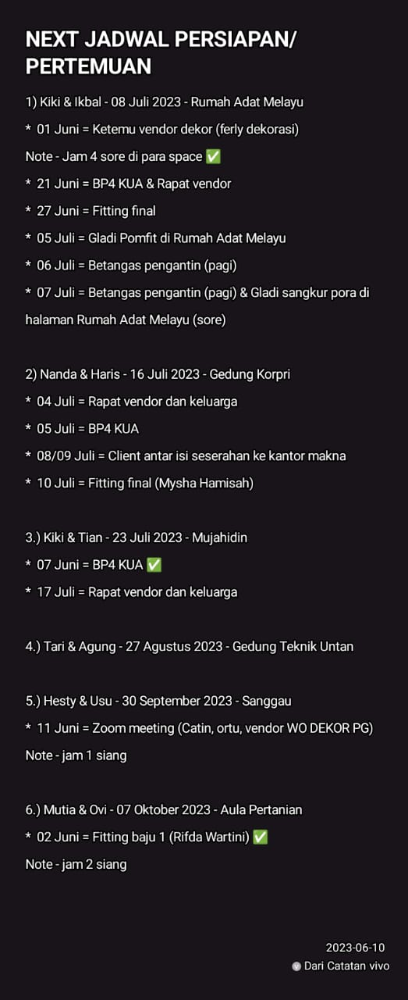 NEXT JADWAL PERSIAPAN/
PERTEMUAN
1) Kiki & Ikbal - 08 Juli 2023 - Rumah Adat Melayu
* 01 Juni = Ketemu vendor dekor (ferly dekorasi)
Note - Jam 4 sore di para space ✅
* 21 Juni = BP4 KUA & Rapat vendor
* 27 Juni = Fitting final
* 05 Juli = Gladi Pomfit di Rumah Adat Melayu
* 06 Juli = Betangas pengantin (pagi)
* 07 Juli = Betangas pengantin (pagi) & Gladi sangkur pora di
halaman Rumah Adat Melayu (sore)
2) Nanda & Haris - 16 Juli 2023 - Gedung Korpri
* 04 Juli = Rapat vendor dan keluarga
* 05 Juli = BP4 KUA
* 08/09 Juli = Client antar isi seserahan ke kantor makna
* 10 Juli = Fitting final (Mysha Hamisah)
3.) Kiki & Tian - 23 Juli 2023 - Mujahidin
* 07 Juni = BP4 KUA ✅
* 17 Juli = Rapat vendor dan keluarga
4.) Tari & Agung - 27 Agustus 2023 - Gedung Teknik Untan
5.) Hesty & Usu - 30 September 2023 - Sanggau
* 11 Juni = Zoom meeting (Catin, ortu, vendor WO DEKOR PG)
Note - jam 1 siang
6.) Mutia & Ovi - 07 Oktober 2023 - Aula Pertanian
* 02 Juni = Fitting baju 1 (Rifda Wartini) ✅
Note - jam 2 siang
2023-06-10
Dari Catatan vivo